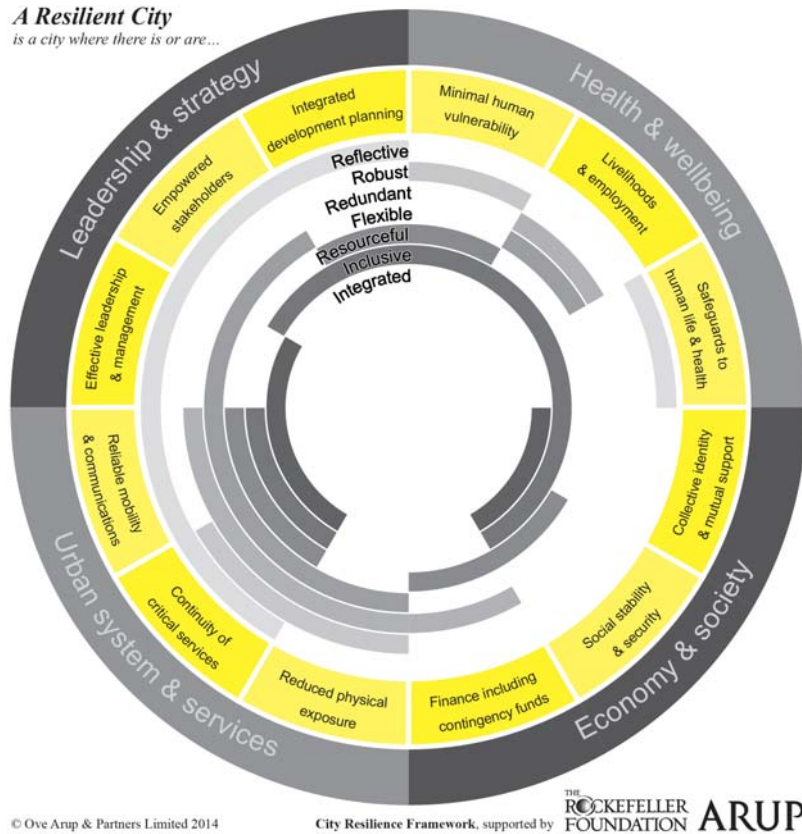 A Resilient City
is a city where there is or are…
Leadership & strategy
Health & wellbeing
Integrated
development planning
Minimal human
vulnerability
Empowered
stakeholders
Livelihoods
& employment
Effective leadership
& management
Safeguards to
human life & health
Reflective
Robust
Redundant
Flexible
Resourceful
Inclusive
Integrated
Reliable mobility
& communications
Collective identity
& mutual support
Continuity of
critical services
Social stability
& security
Reduced physical
exposure
Finance including
contingency funds
Urban system & services
Economy & society
© Ove Arup & Partners Limited 2014
City Resilience Framework, supported by
THE
ROCKEFELLER
FOUNDATION
ARUP